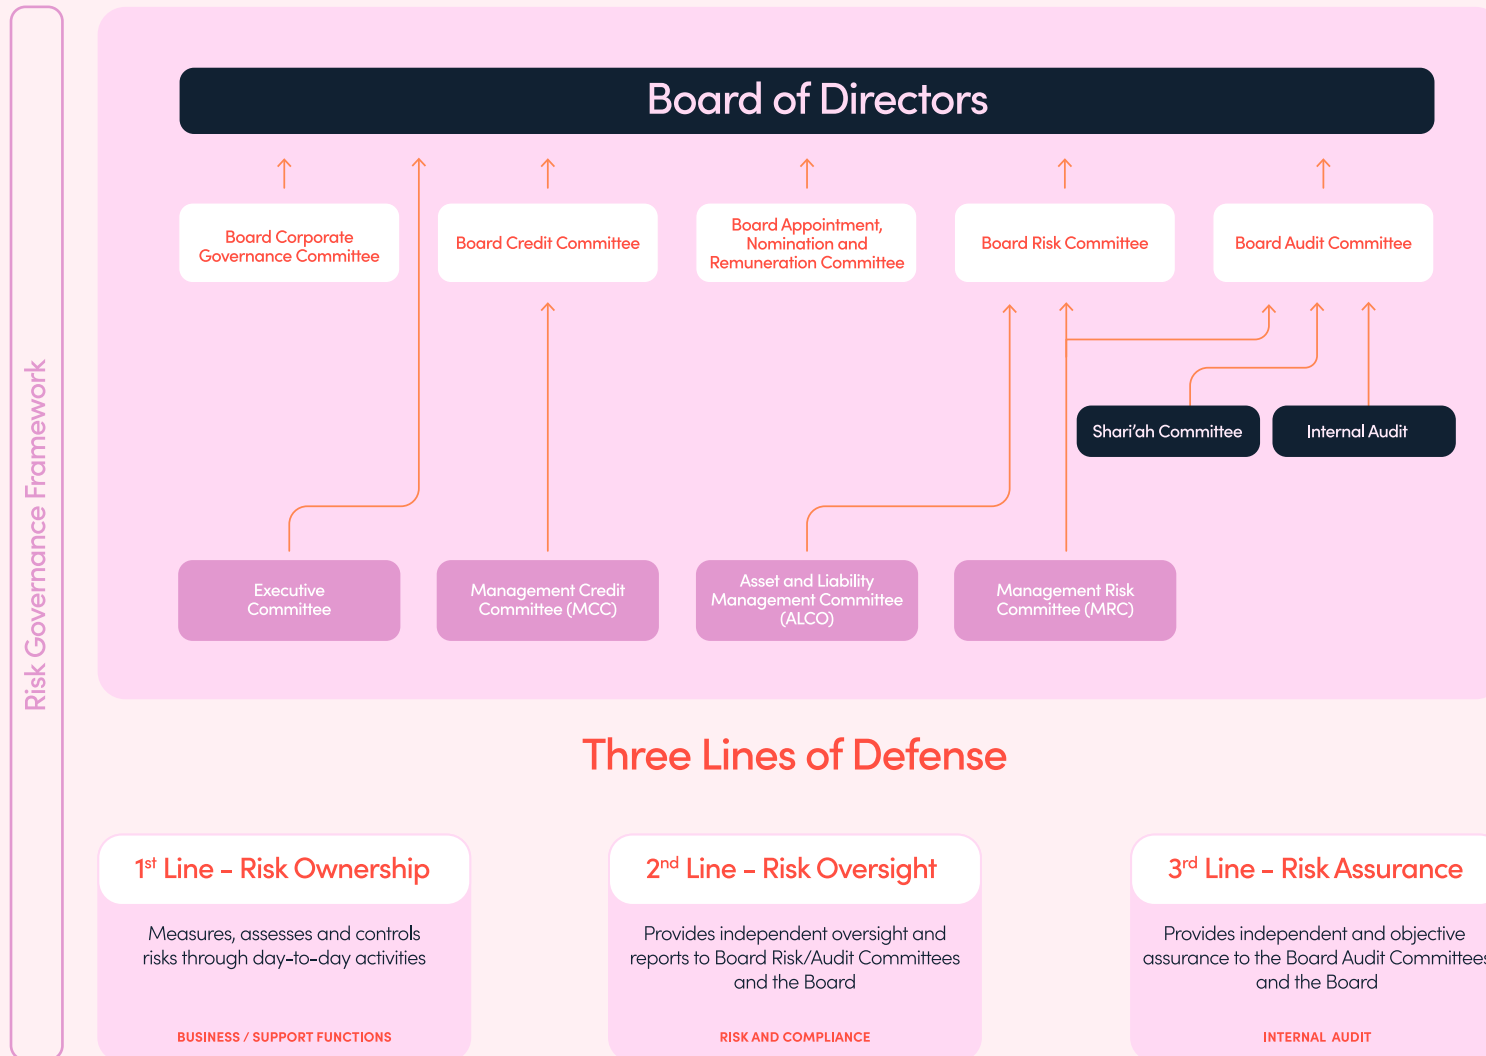 Risk Governance Framework
Board of Directors
Board Corporate
Governance Committee
Board Credit Committee
Board Appointment,
Nomination and
Remuneration Committee
Board Risk Committee
Board Audit Committee
Shari’ah Committee
Internal Audit
Executive
Committee
Management Credit
Committee (MCC)
Asset and Liability
Management Committee
(ALCO)
Management Risk
Committee (MRC)
Three Lines of Defense
1st Line – Risk Ownership
Measures, assesses and controls
risks through day-to-day activities
BUSINESS / SUPPORT FUNCTIONS
2nd Line – Risk Oversight
Provides independent oversight and
reports to Board Risk/Audit Committees
and the Board
RISK AND COMPLIANCE
3rd Line – Risk Assurance
Provides independent and objective
assurance to the Board Audit Committees
and the Board
INTERNAL AUDIT